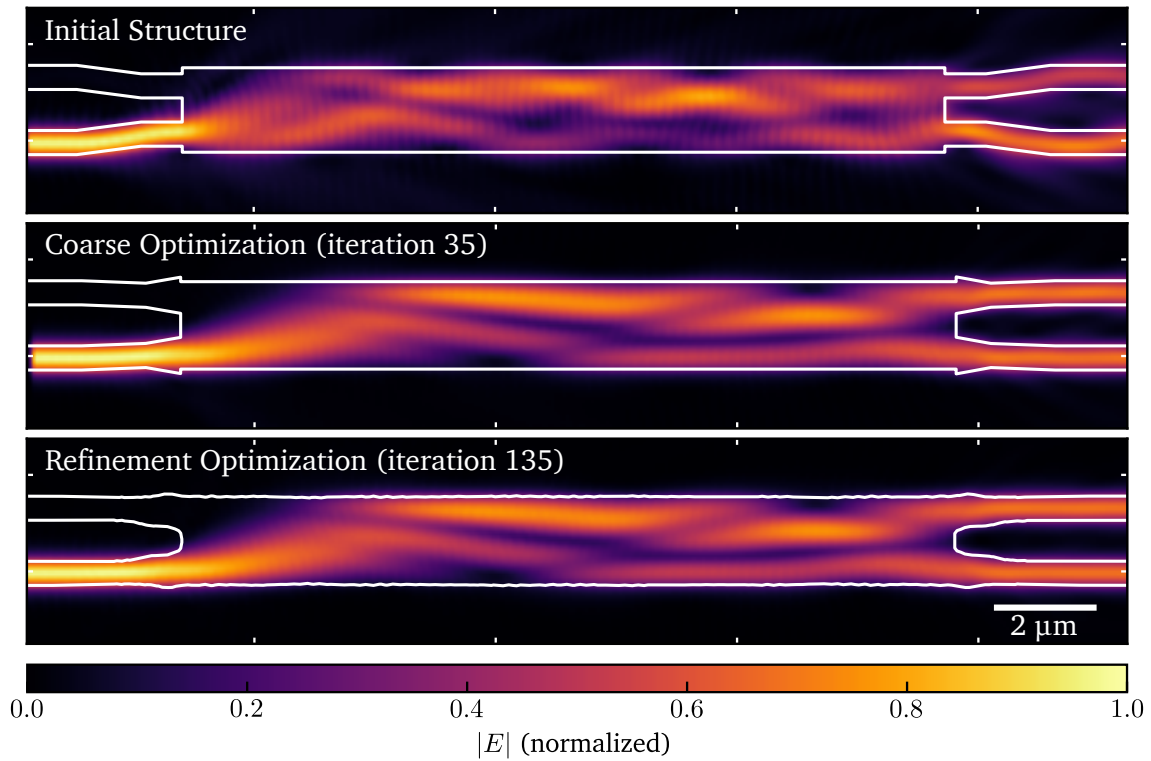 Initial Structure
Coarse Optimization (iteration 35)
Refinement Optimization (iteration 135)
2 μm
0.0 0.2 0.4 0.6 0.8 1.0
|E| (normalized)